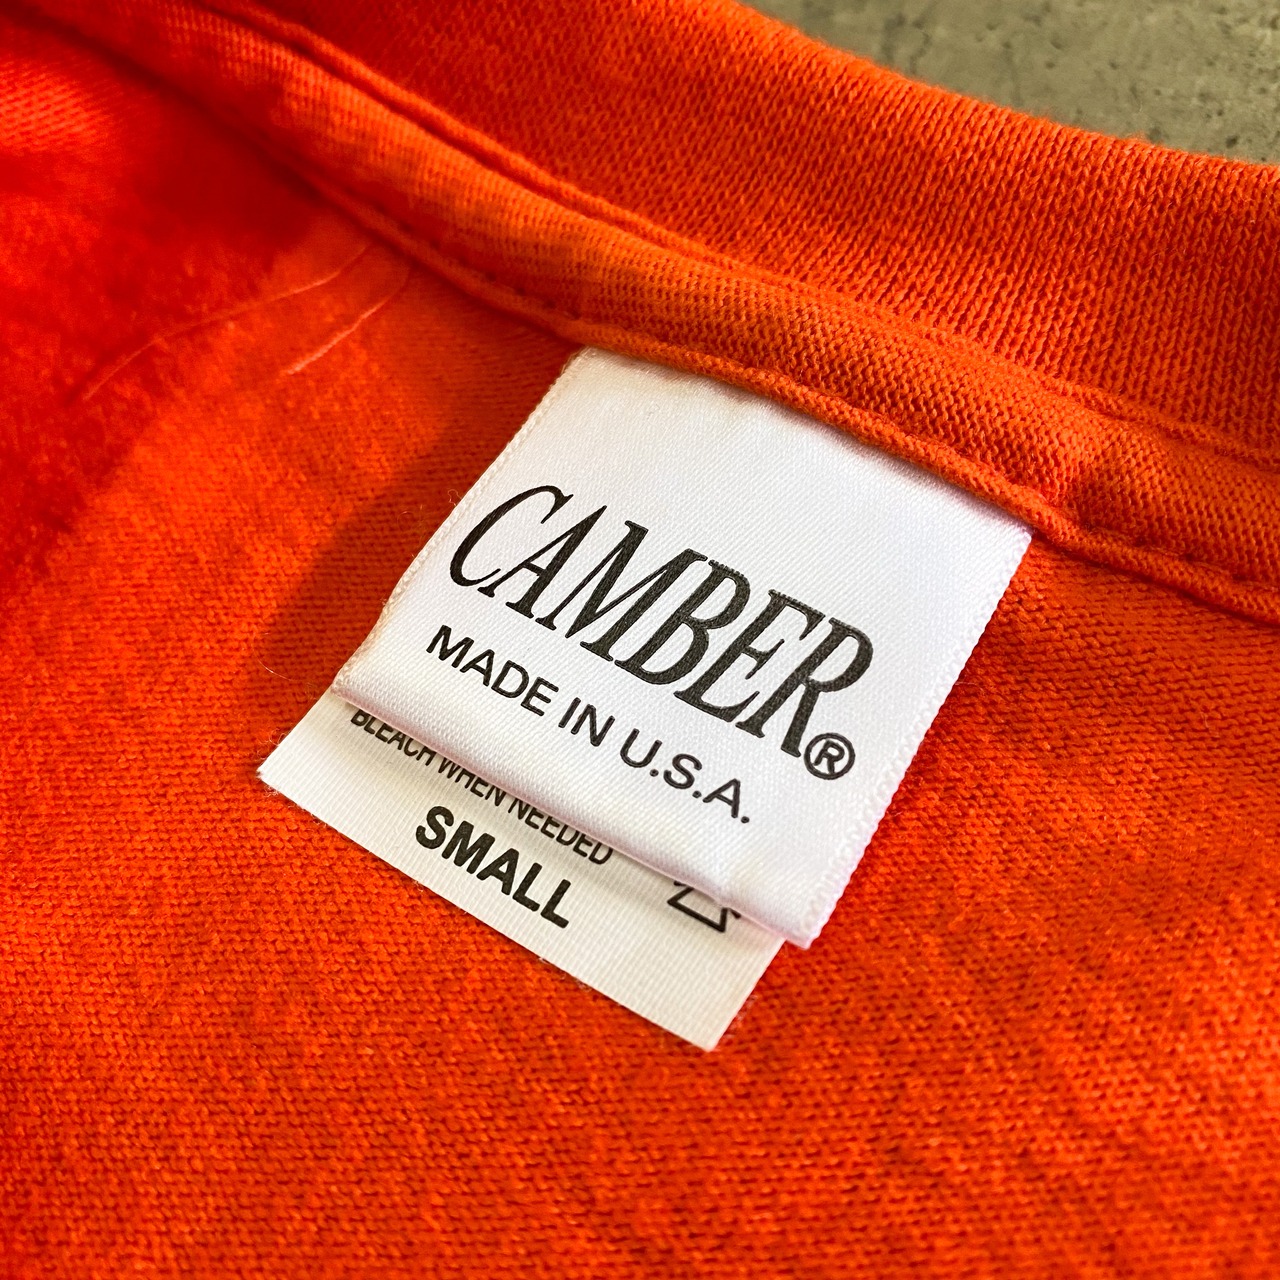 CAMBER®
MADE IN U.S.A.
BLEACH WHEN NEEDED
SMALL